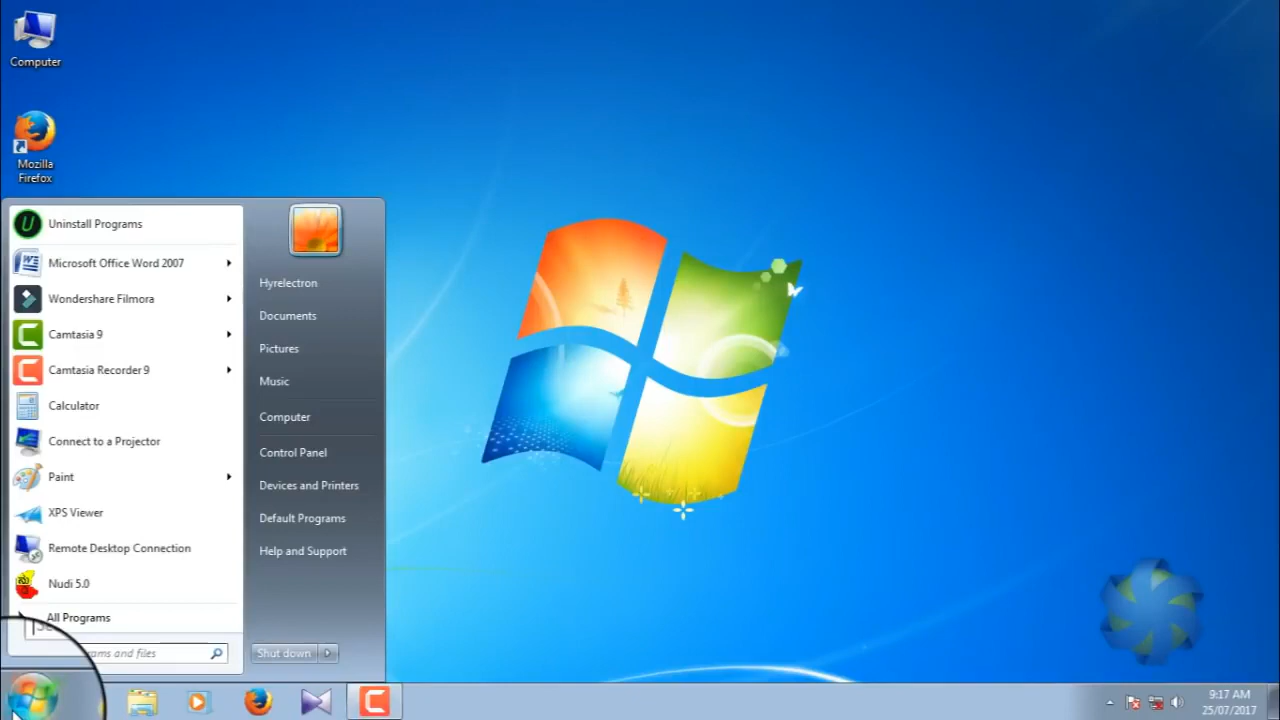 Computer
Mozilla
Firefox
Uninstall Programs
Microsoft Office Word 2007
Wondershare Filmora
Camtasia 9
Camtasia Recorder 9
Calculator
Connect to a Projector
Paint
XPS Viewer
Remote Desktop Connection
Nudi 5.0
All Programs
and files
Hyrelectron
Documents
Pictures
Music
Computer
Control Panel
Devices and Printers
Default Programs
Help and Support
Shut down
9:17 AM
25/07/2017